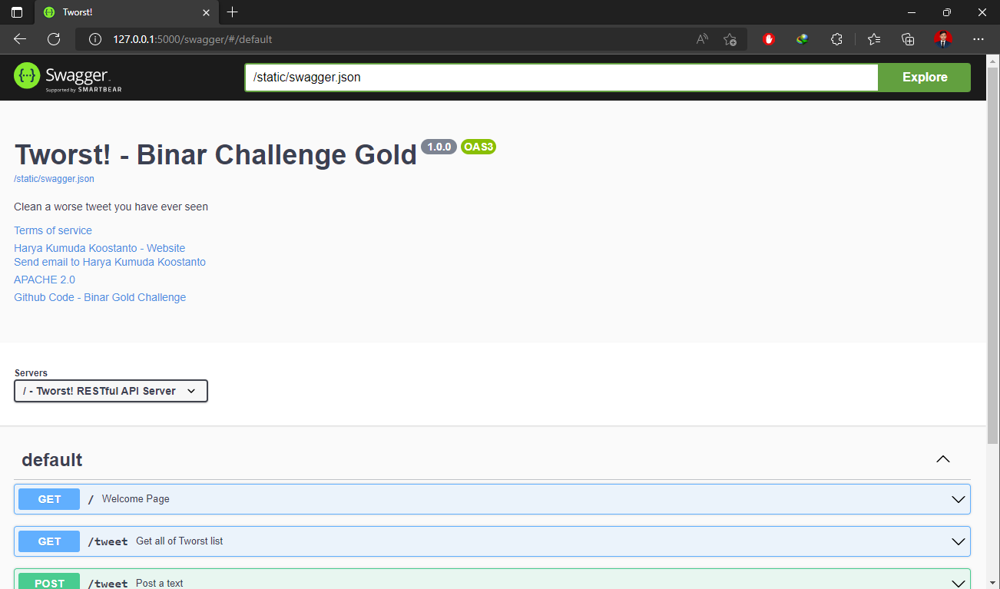 Tworst!
127.0.0.1:5000/swagger/#/default
Swagger
Supported by SMARTBEAR
/static/swagger.json
Explore
Tworst! - Binar Challenge Gold 1.0.0 OAS3
/static/swagger.json
Clean a worse tweet you have ever seen
Terms of service
Harya Kumuda Koostanto - Website
Send email to Harya Kumuda Koostanto
APACHE 2.0
Github Code - Binar Gold Challenge
Servers
/ - Tworst! RESTful API Server
default
GET / Welcome Page
GET /tweet Get all of Tworst list
POST /tweet Post a text